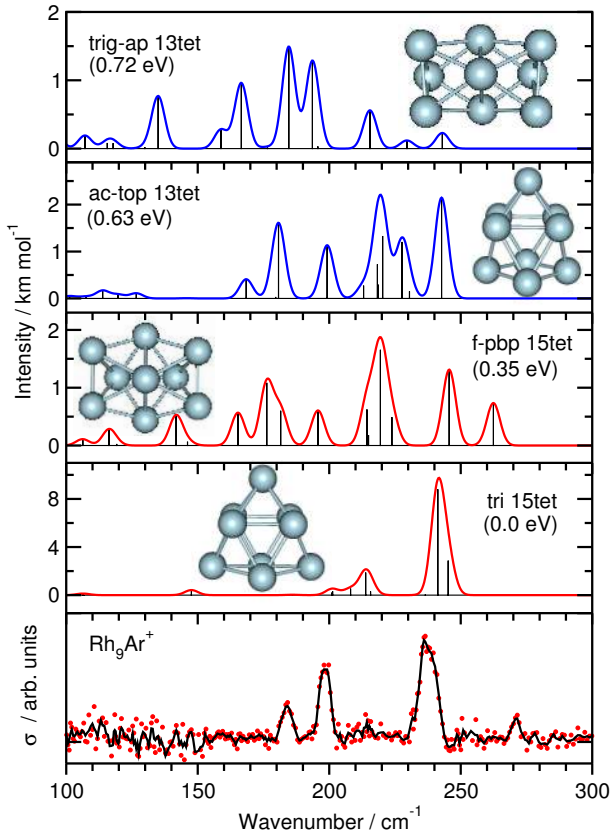 trig-ap 13tet
(0.72 eV)
2
1
0
ac-top 13tet
(0.63 eV)
2
1
0
f-pbp 15tet
(0.35 eV)
2
1
0
tri 15tet
(0.0 eV)
8
4
0
Intensity / km mol⁻¹
Rh₉Ar⁺
σ / arb. units
100 150 200 250 300
Wavenumber / cm⁻¹